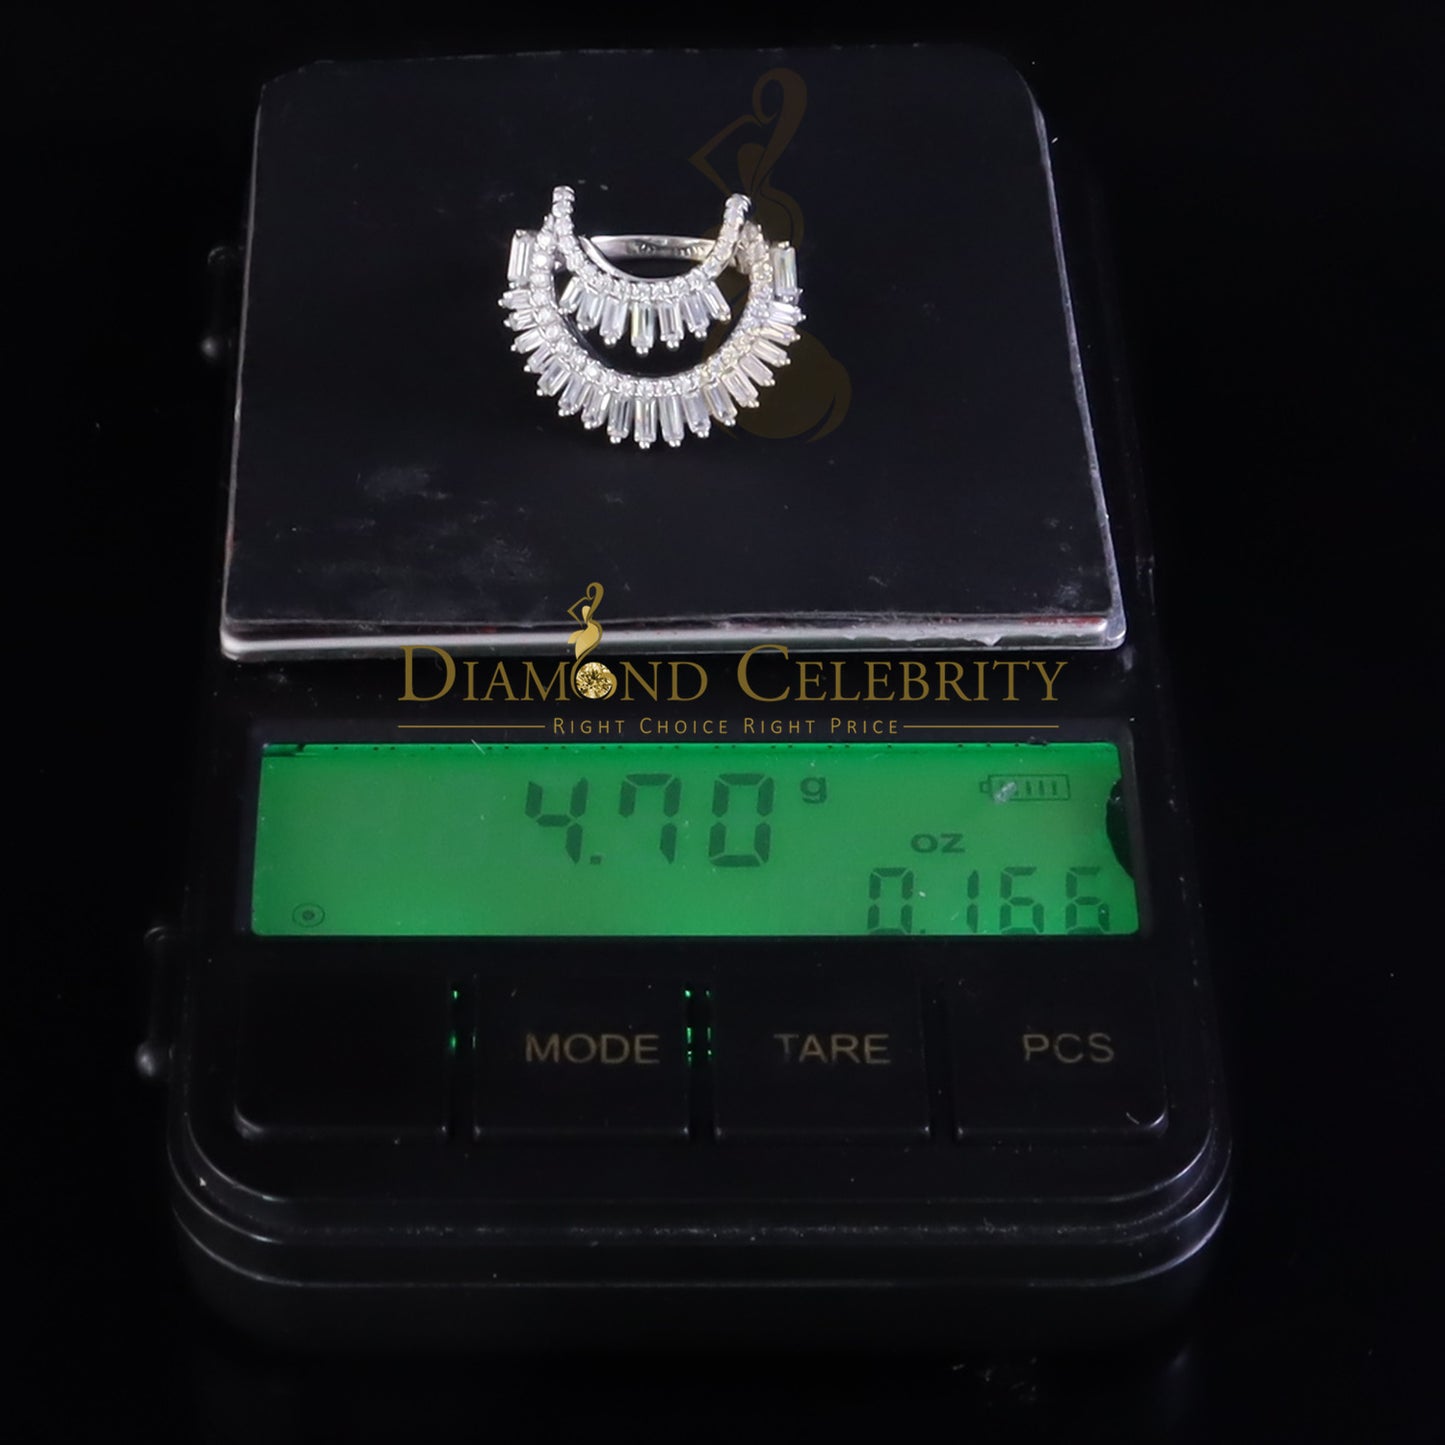 DIAMOND CELEBRITY
RIGHT CHOICE RIGHT PRICE
4.70 g
oz
0.166
MODE TARE PCS